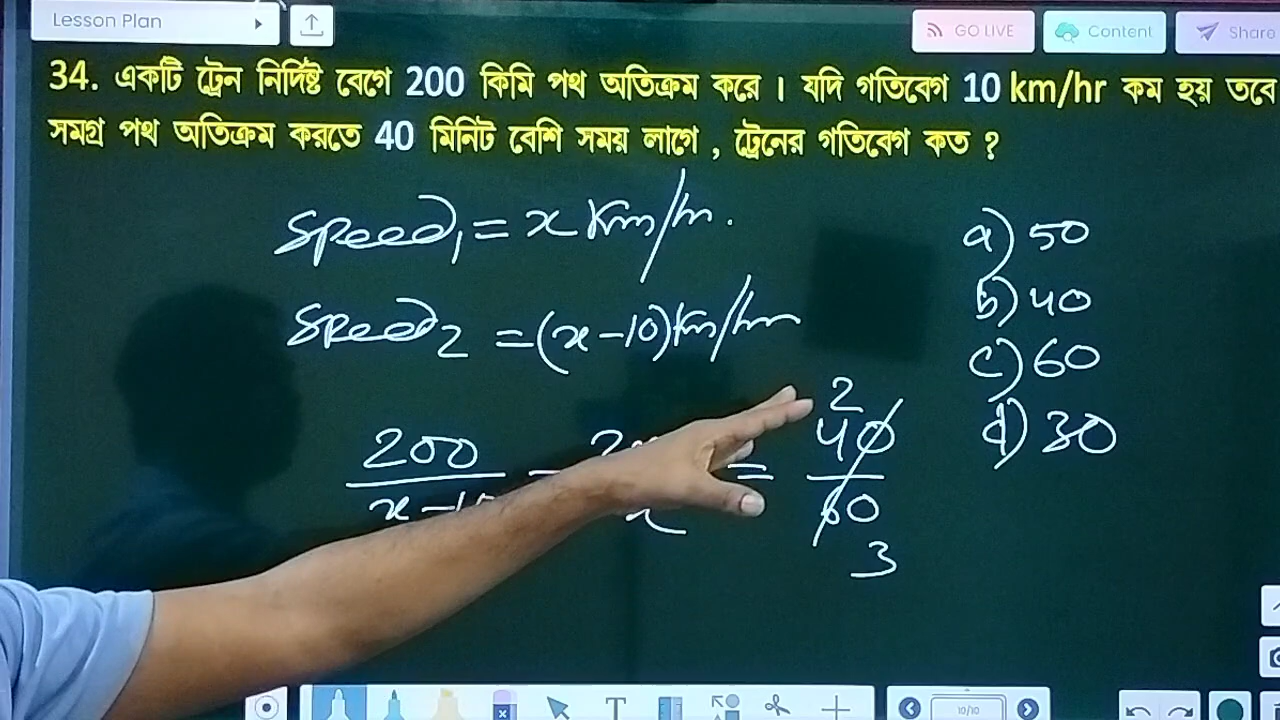 Lesson Plan
GO LIVE
Content
Share
34. একটি ট্রেন নির্দিষ্ট বেগে 200 কিমি পথ অতিক্রম করে । যদি গতিবেগ 10 km/hr কম হয় তবে
সমগ্র পথ অতিক্রম করতে 40 মিনিট বেশি সময় লাগে , ট্রেনের গতিবেগ কত ?
Speed₁ = x km/h.
Speed₂ = (x-10) km/hr
a) 50
b) 40
c) 60
d) 30
2
200 = 40
x - x 60
3
10/10